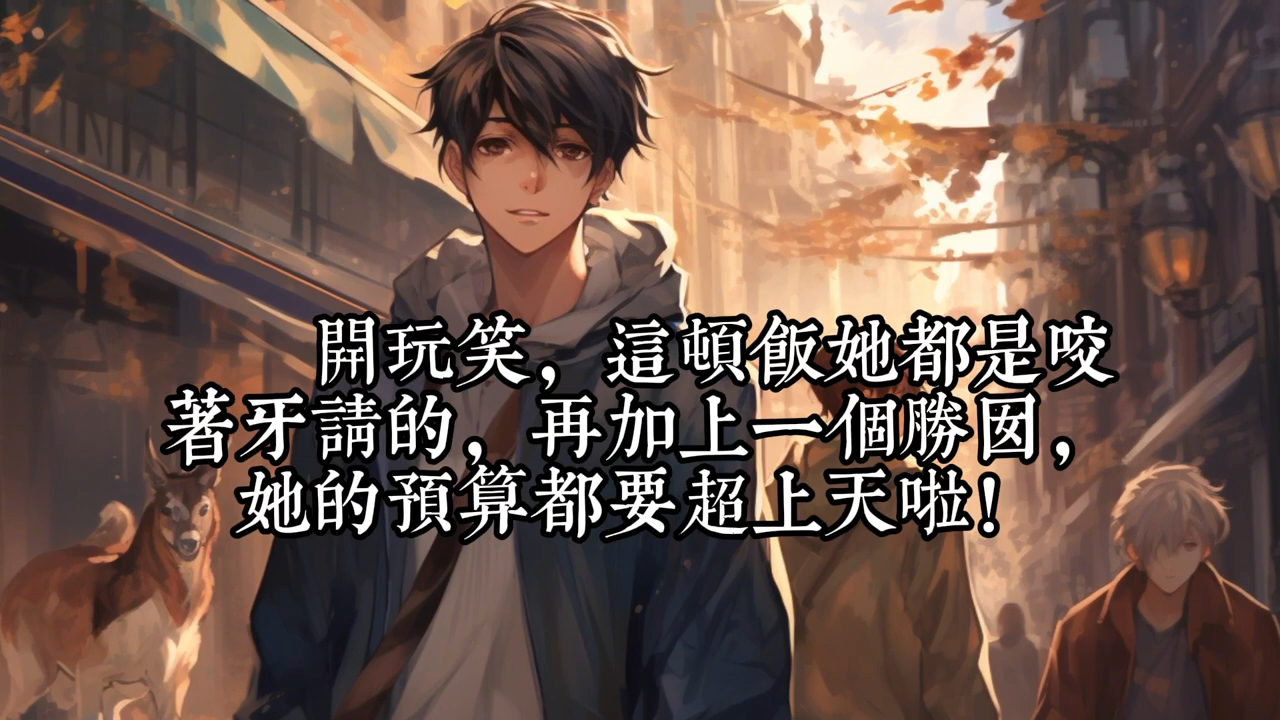 開玩笑，這頓飯她都是咬
著牙請的，再加上一個勝囡，
她的預算都要超上天啦！